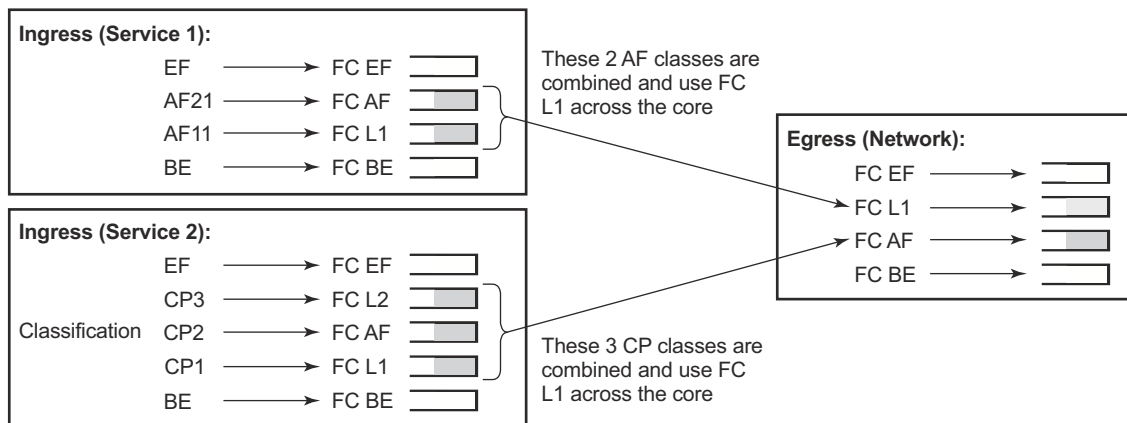 Ingress (Service 1):
EF FC EF
AF21 FC AF
AF11 FC L1
BE FC BE
These 2 AF classes are
combined and use FC
L1 across the core
Ingress (Service 2):
EF FC EF
CP3 FC L2
Classification CP2 FC AF
CP1 FC L1
BE FC BE
These 3 CP classes are
combined and use FC
L1 across the core
Egress (Network):
FC EF
FC L1
FC AF
FC BE